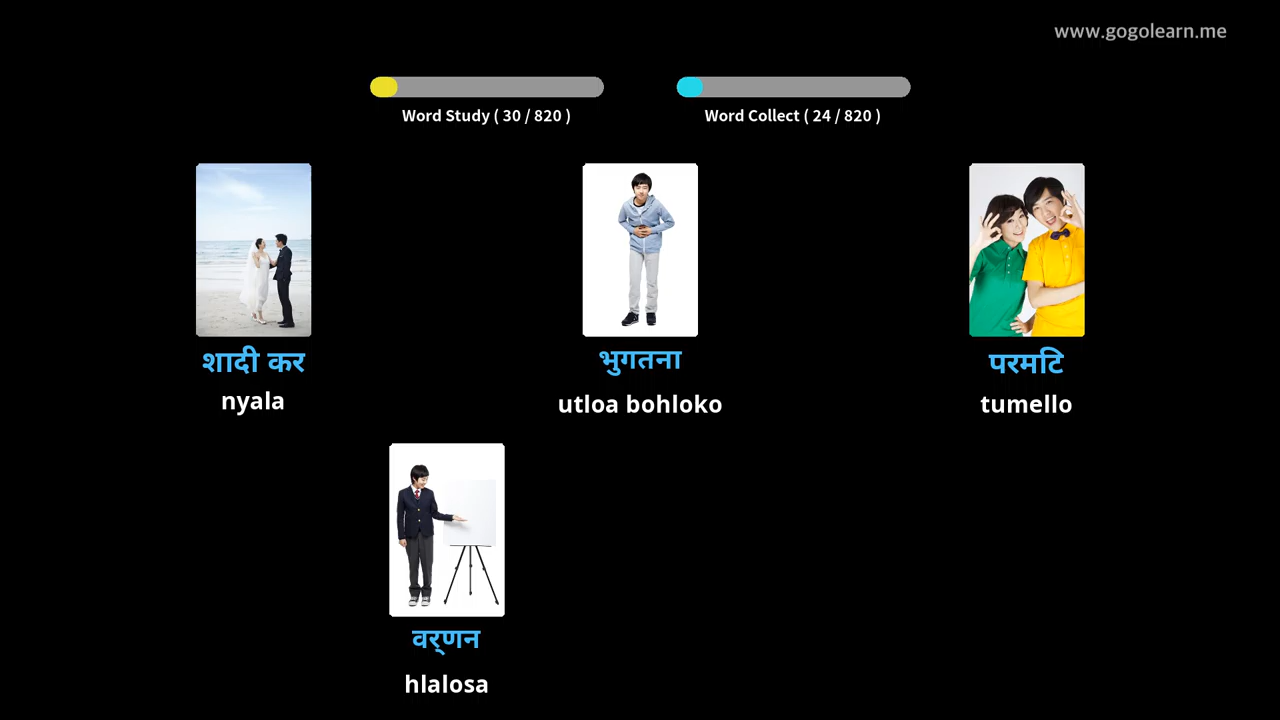 www.gogolearn.me
Word Study ( 30 / 820 )
Word Collect ( 24 / 820 )
शादी कर
भुगतना
परमटि
nyala
utloa bohloko
tumello
वर्‌णन
hlalosa